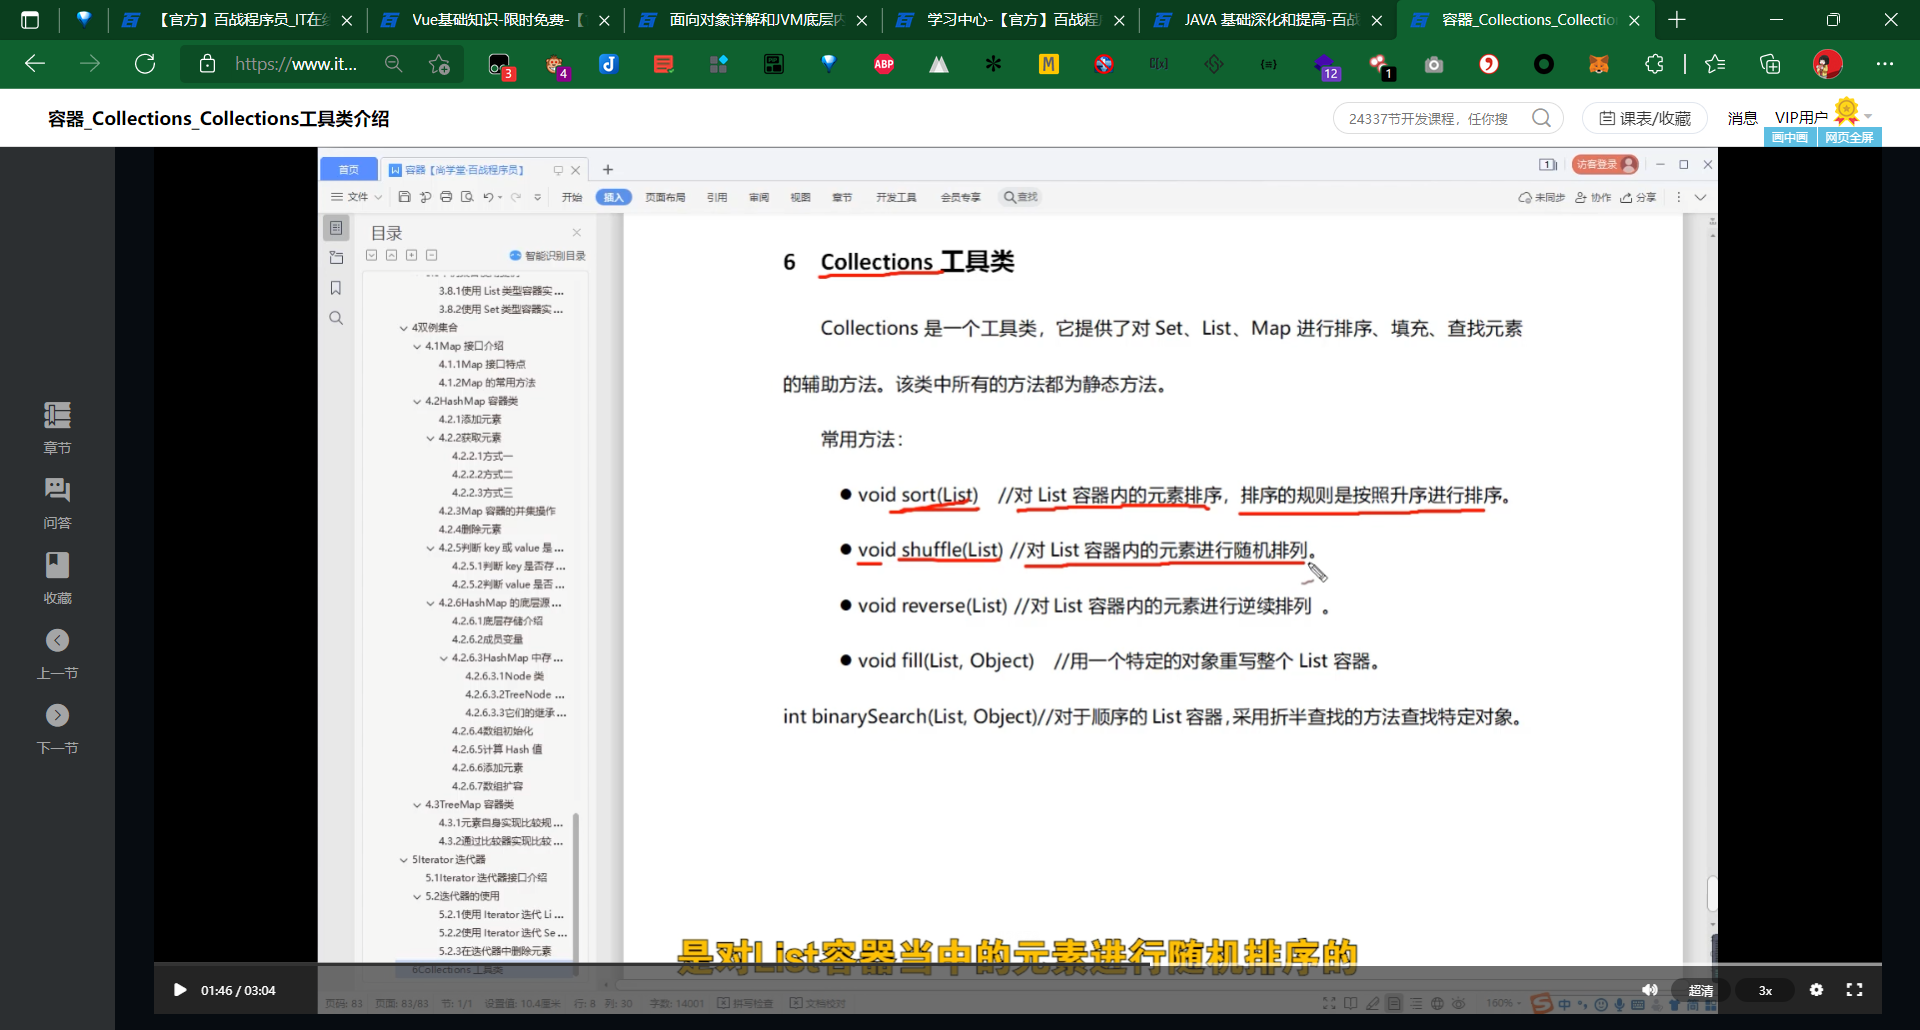 【官方】百战程序员_IT在线
Vue基础知识-限时免费-【
面向对象详解和JVM底层内
学习中心-【官方】百战程序
JAVA 基础深化和提高-百战
容器_Collections_Collectio
https://www.it...
3
4
ABP
M
12
1
容器_Collections_Collections工具类介绍
24337节开发课程，任你搜
课表/收藏
消息
VIP用户
画中画
网页全屏
章节
问答
收藏
上一节
下一节
首页
容器【尚学堂·百战程序员】
访客登录
文件
开始
插入
页面布局
引用
审阅
视图
章节
开发工具
会员专享
查找
未同步
协作
分享
目录
智能识别目录
3.8.1使用 List 类型容器实 ...
3.8.2使用 Set 类型容器实 ...
4双例集合
4.1Map 接口介绍
4.1.1Map 接口特点
4.1.2Map 的常用方法
4.2HashMap 容器类
4.2.1添加元素
4.2.2获取元素
4.2.2.1方式一
4.2.2.2方式二
4.2.2.3方式三
4.2.3Map 容器的并集操作
4.2.4删除元素
4.2.5判断 key 或 value 是 ...
4.2.5.1判断 key 是否存 ...
4.2.5.2判断 value 是否 ...
4.2.6HashMap 的底层源 ...
4.2.6.1底层存储介绍
4.2.6.2成员变量
4.2.6.3HashMap 中存 ...
4.2.6.3.1Node 类
4.2.6.3.2TreeNode ...
4.2.6.3.3它们的继承 ...
4.2.6.4数组初始化
4.2.6.5计算 Hash 值
4.2.6.6添加元素
4.2.6.7数组扩容
4.3TreeMap 容器类
4.3.1元素自身实现比较规 ...
4.3.2通过比较器实现比较 ...
5Iterator 迭代器
5.1Iterator 迭代器接口介绍
5.2迭代器的使用
5.2.1使用 Iterator 迭代 Li ...
5.2.2使用 Iterator 迭代 Se ...
5.2.3在迭代器中删除元素
6Collections 工具类
6 Collections 工具类
Collections 是一个工具类，它提供了对 Set、List、Map 进行排序、填充、查找元素
的辅助方法。该类中所有的方法都为静态方法。
常用方法：
● void sort(List) //对 List 容器内的元素排序，排序的规则是按照升序进行排序。
● void shuffle(List) //对 List 容器内的元素进行随机排列。
● void reverse(List) //对 List 容器内的元素进行逆续排列 。
● void fill(List, Object) //用一个特定的对象重写整个 List 容器。
int binarySearch(List, Object)//对于顺序的 List 容器,采用折半查找的方法查找特定对象。
是对List容器当中的元素进行随机排序的
01:46 / 03:04
超清
3x
页码: 83 页面: 83/83 节: 1/1 设置值: 10.4厘米 行: 8 列: 30 字数: 14001 拼写检查 文档校对
160%